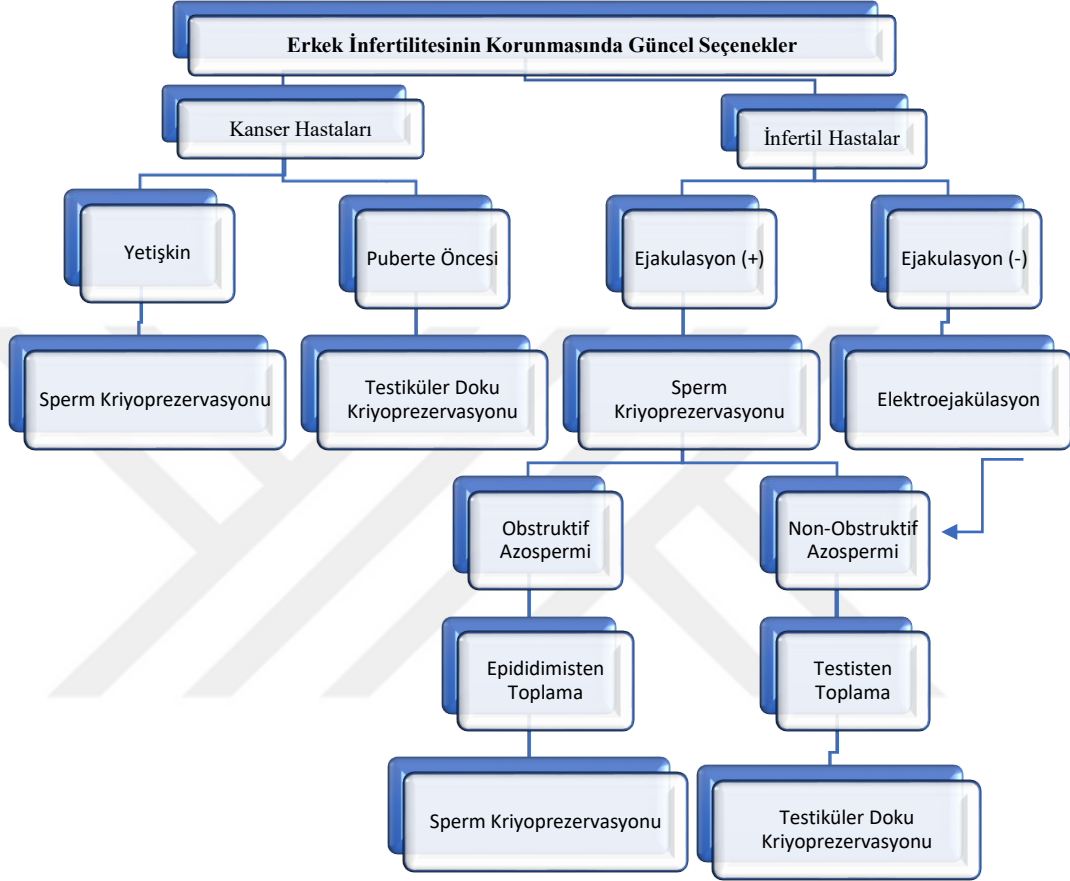 Erkek İnfertilitesinin Korunmasında Güncel Seçenekler
Kanser Hastaları
İnfertil Hastalar
Yetişkin
Puberte Öncesi
Ejakulasyon (+)
Ejakulasyon (-)
Sperm Kriyoprezervasyonu
Testiküler Doku
Kriyoprezervasyonu
Sperm
Kriyoprezervasyonu
Elektroejakülasyon
Obstruktif
Azospermi
Non-Obstruktif
Azospermi
Epididimisten
Toplama
Testisten
Toplama
Sperm Kriyoprezervasyonu
Testiküler Doku
Kriyoprezervasyonu